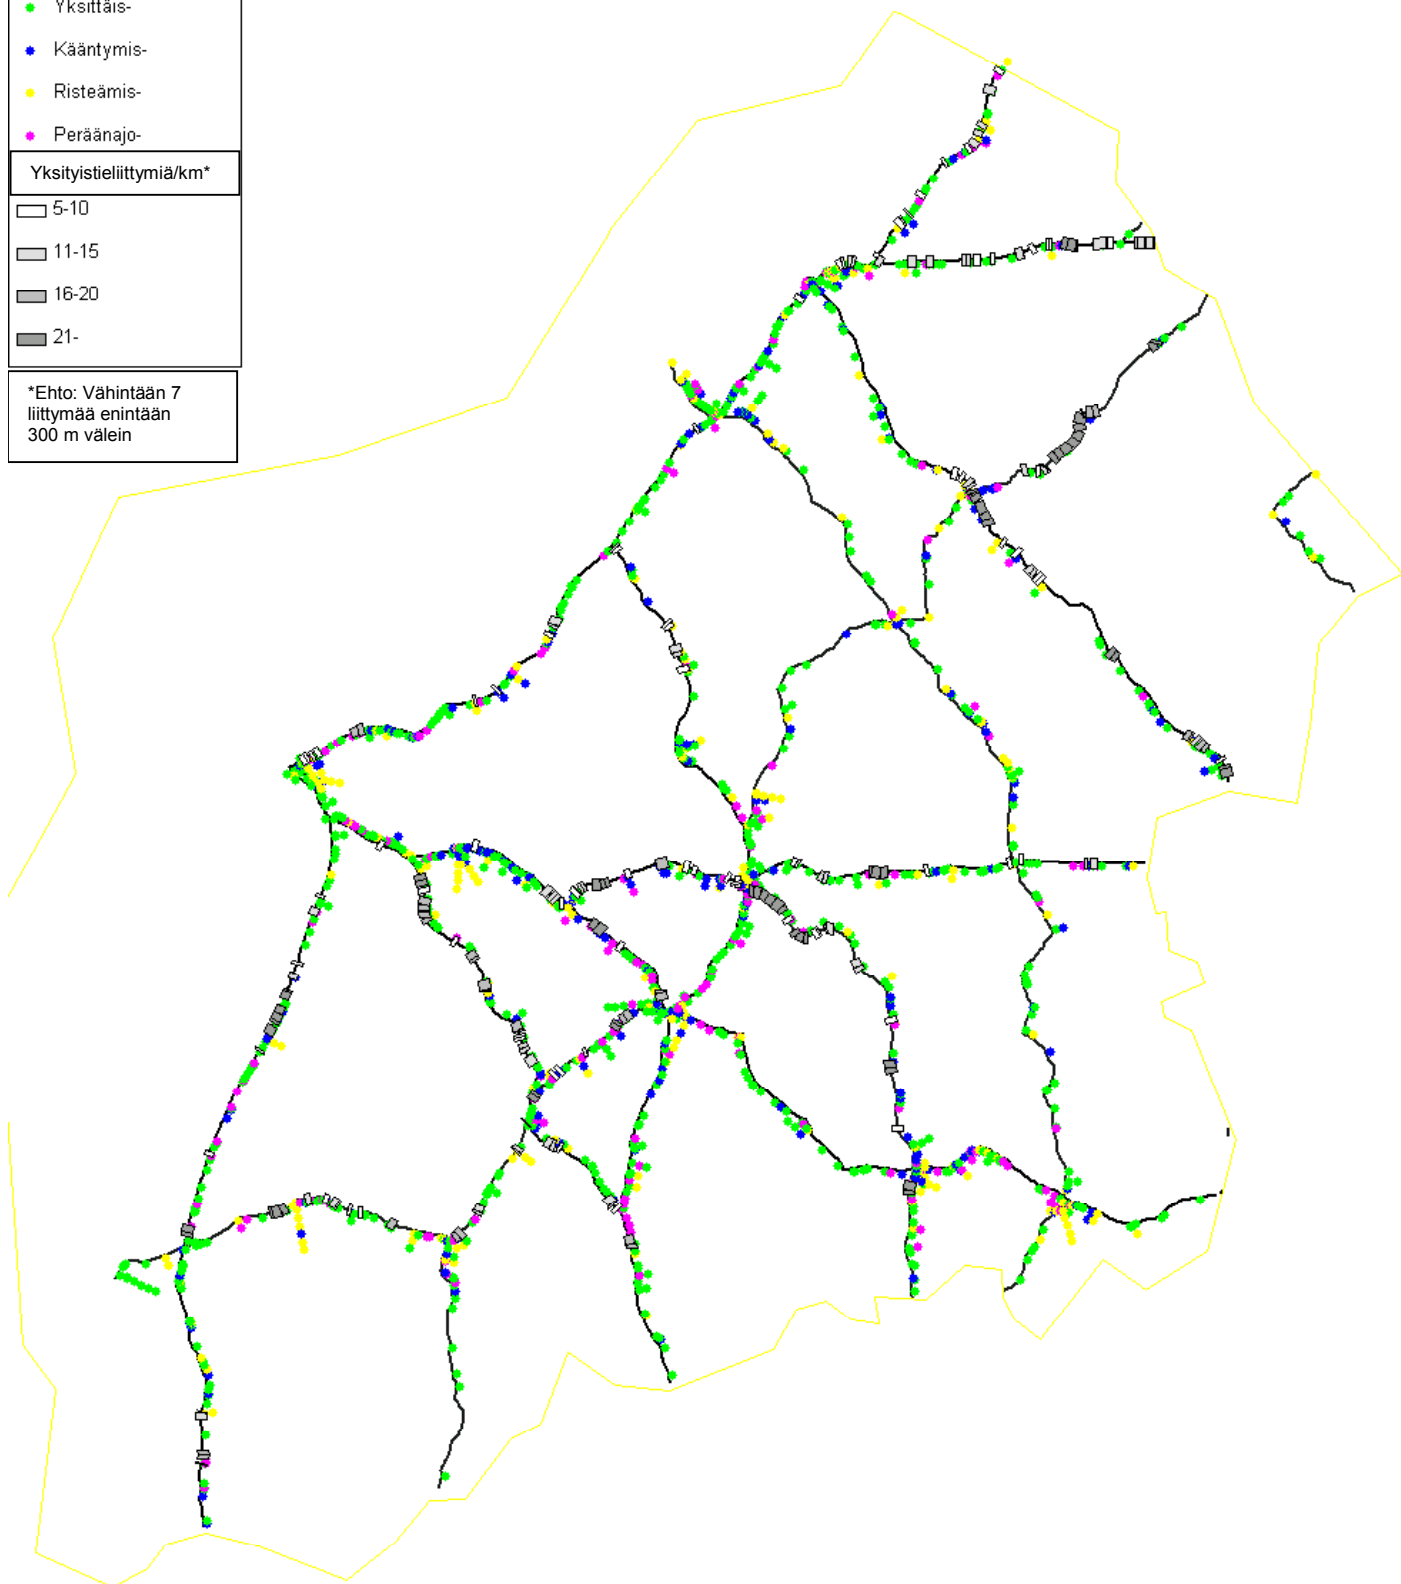 Yksittäis-
Kääntymis-
Risteämis-
Peräänajo-
Yksityistieliittymiä/km*
5-10
11-15
16-20
21-
*Ehto: Vähintään 7
liittymää enintään
300 m välein